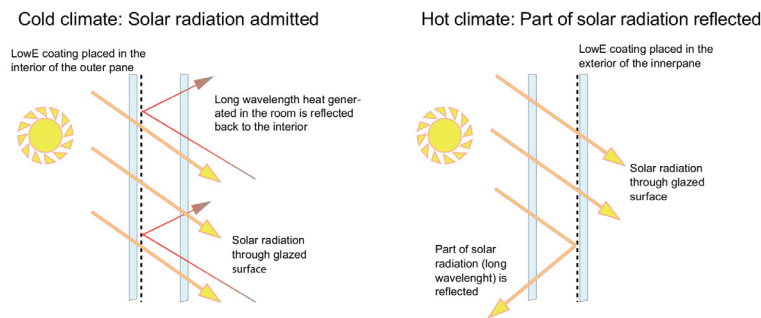 Cold climate: Solar radiation admitted
LowE coating placed in the
interior of the outer pane
Long wavelength heat gener-
ated in the room is reflected
back to the interior
Solar radiation
through glazed
surface
Hot climate: Part of solar radiation reflected
LowE coating placed in the
exterior of the innerpane
Solar radiation
through glazed
surface
Part of solar
radiation (long
wavelenght) is
reflected